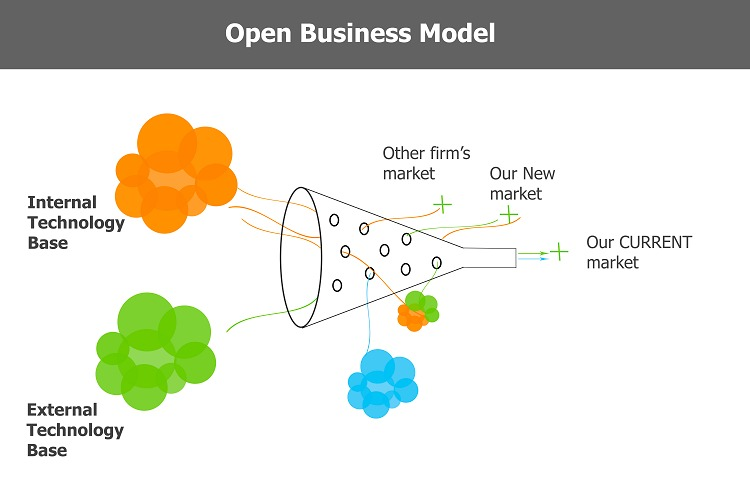 Open Business Model
Other firm's
market
Our New
market
Internal
Technology
Base
Our CURRENT
market
External
Technology
Base